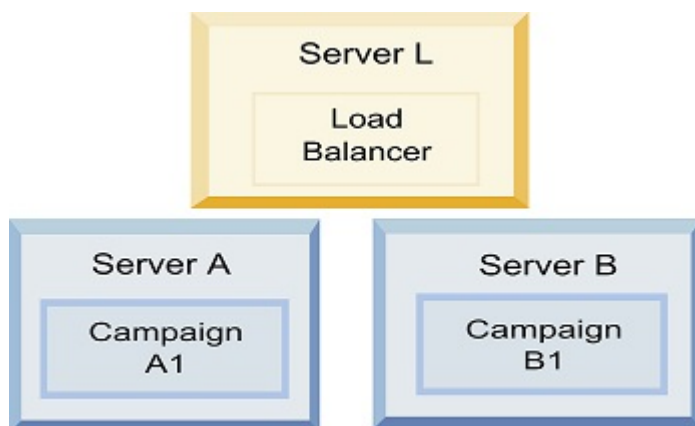 Server L
Load
Balancer
Server A
Campaign
A1
Server B
Campaign
B1